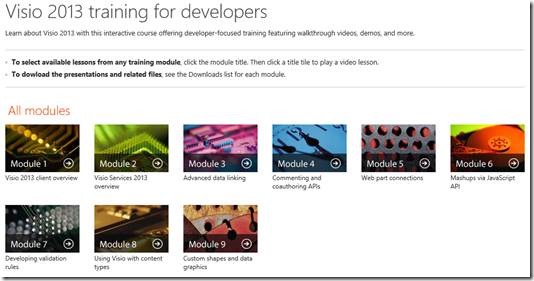 Visio 2013 training for developers
Learn about Visio 2013 with this interactive course offering developer-focused training featuring walkthrough videos, demos, and more.
To select available lessons from any training module, click the module title. Then click a title tile to play a video lesson.
To dowload the presentations and related files, see the Downloads list for each module.
All modules
Module 1
Module 2
Module 3
Module 4
Module 5
Module 6
Visio 2013 client overview
Visio Services 2013
overview
Advanced data linking
Commenting and
coauthoring APIs
Web part connections
Mashups via JavaScript
API
Module 7
Module 8
Module 9
Developing validation
rules
Using Visio with content
types
Custom shapes and data
graphics